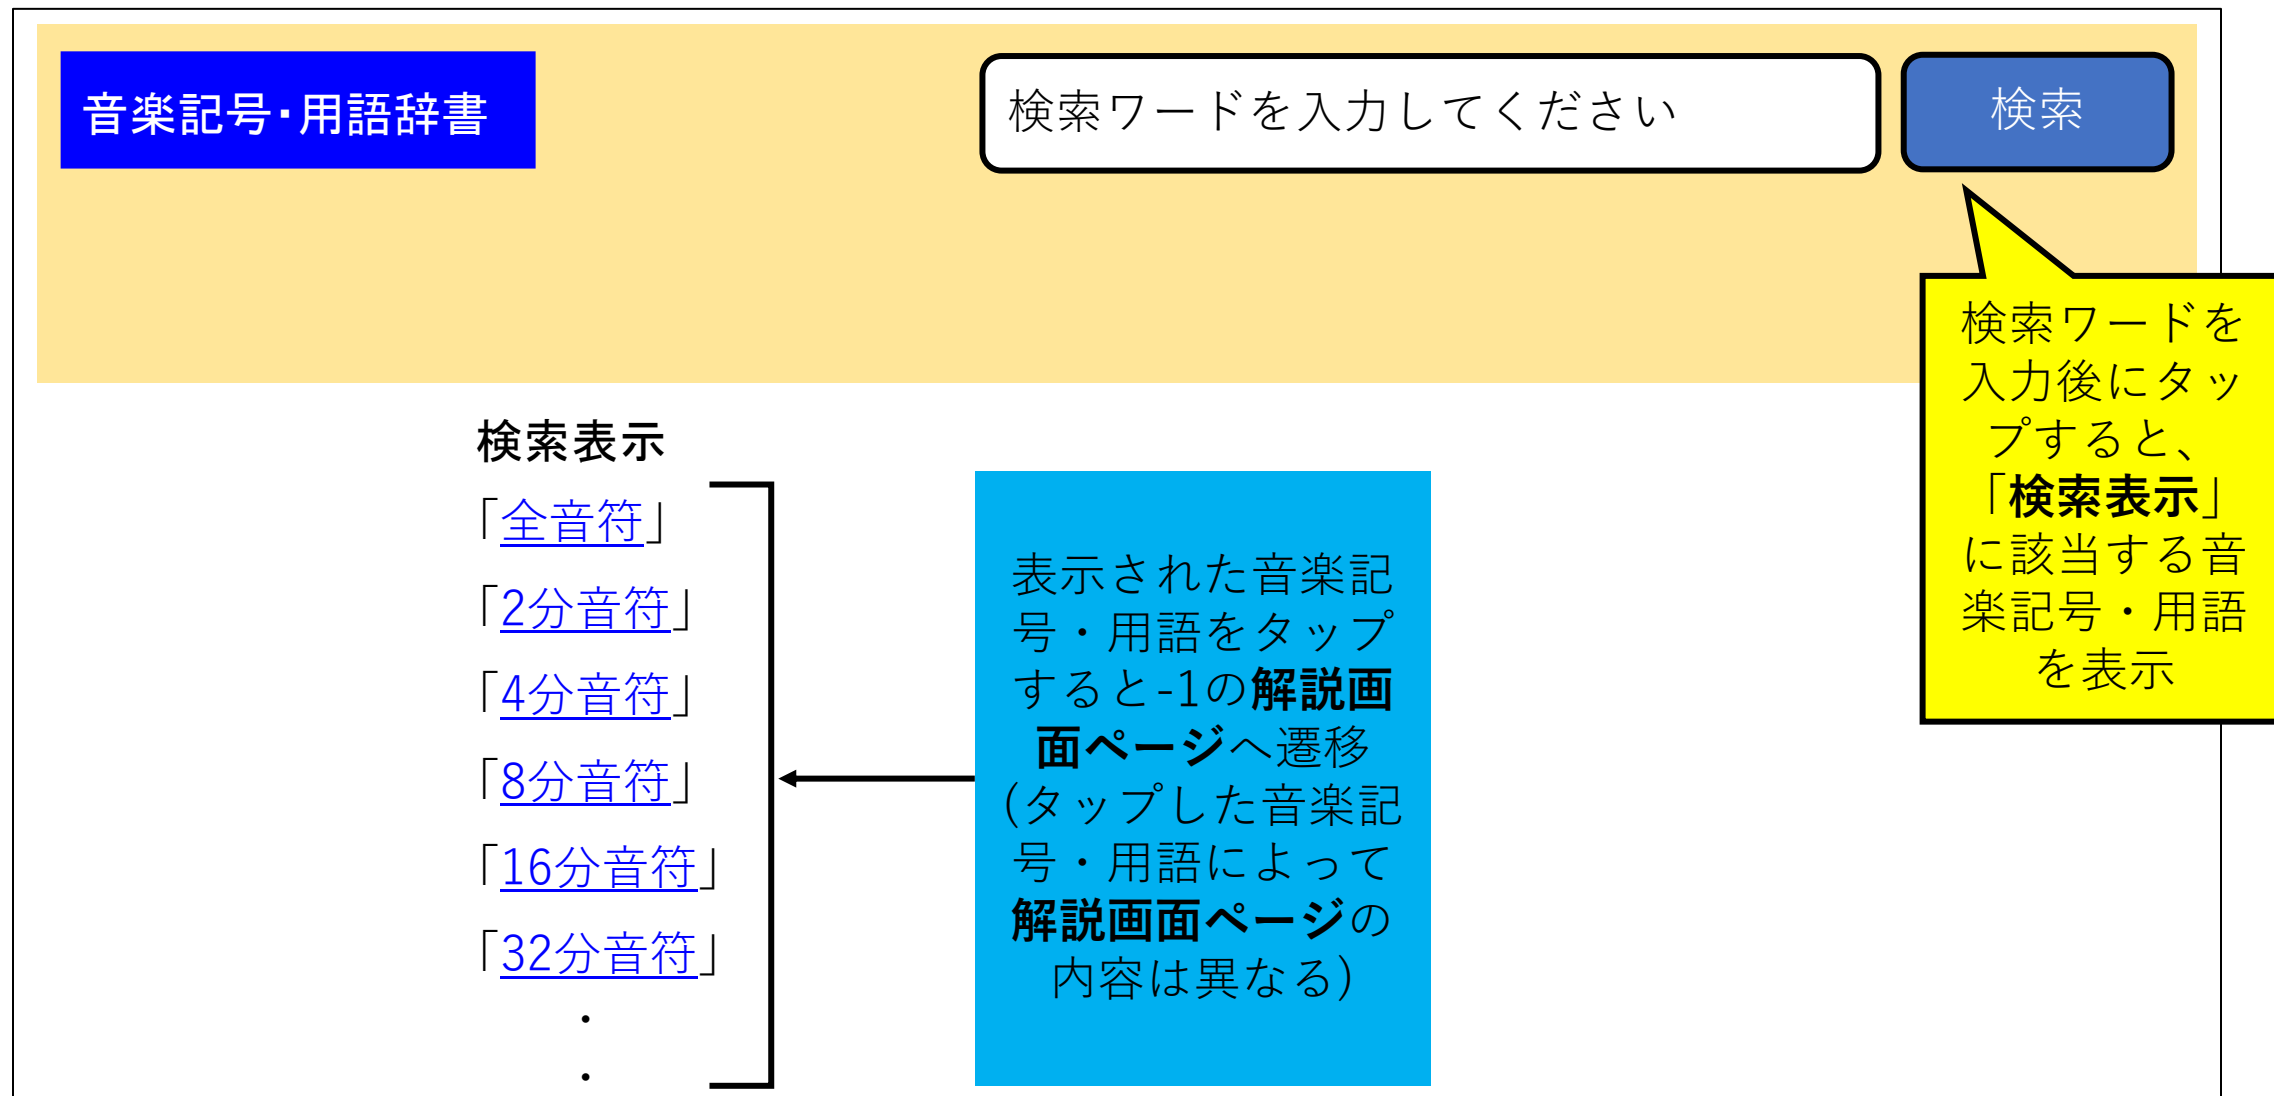 音楽記号・用語辞書
検索ワードを入力してください
検索
検索ワードを
入力後にタッ
プすると、
「検索表示」
に該当する音
楽記号・用語
を表示
検索表示
「全音符」
「2分音符」
「4分音符」
「8分音符」
「16分音符」
「32分音符」
・
・
表示された音楽記
号・用語をタップ
すると-1の解説画
面ページへ遷移
(タップした音楽記
号・用語によって
解説画面ページの
内容は異なる)